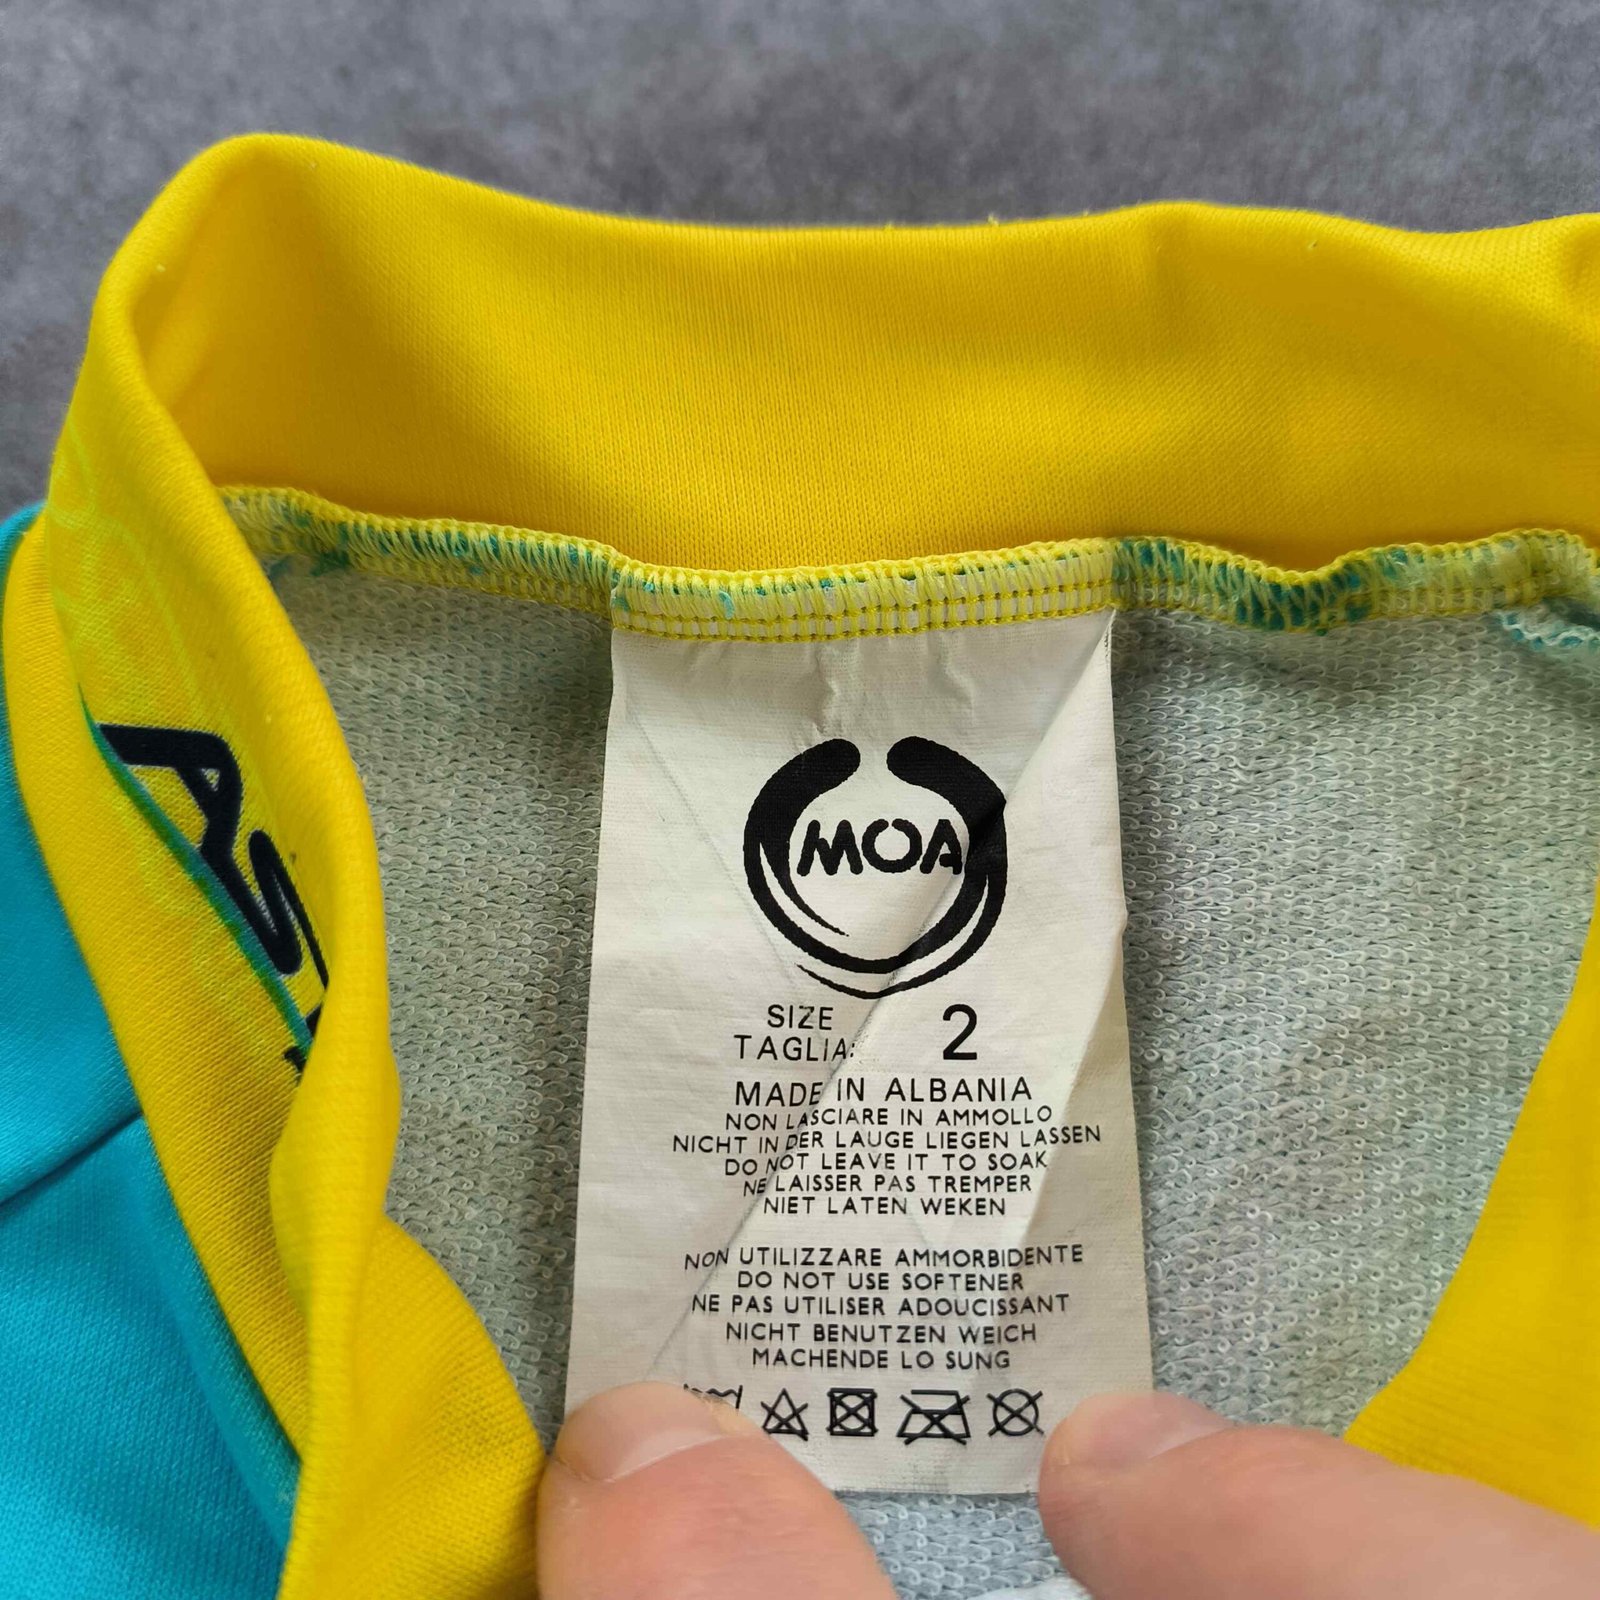 AS
MOA
SIZE
TAGLIA: 2
MADE IN ALBANIA
NON LASCIARE IN AMMOLLO
NICHT IN DER LAUGE LIEGEN LASSEN
DO NOT LEAVE IT TO SOAK
NE LAISSER PAS TREMPER
NIET LATEN WEKEN
NON UTILIZZARE AMMORBIDENTE
DO NOT USE SOFTENER
NE PAS UTILISER ADOUCISSANT
NICHT BENUTZEN WEICH
MACHENDE LO SUNG